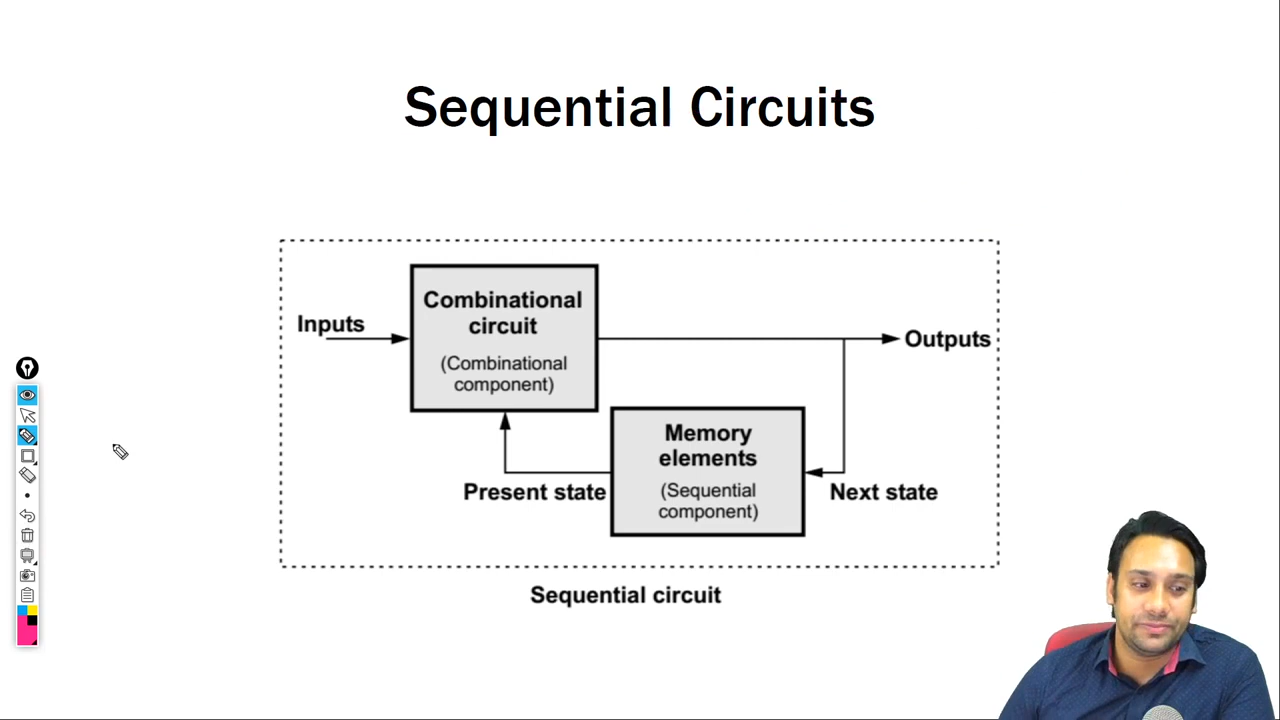 Sequential Circuits
Inputs
Combinational
circuit
(Combinational
component)
Outputs
Memory
elements
(Sequential
component)
Present state
Next state
Sequential circuit